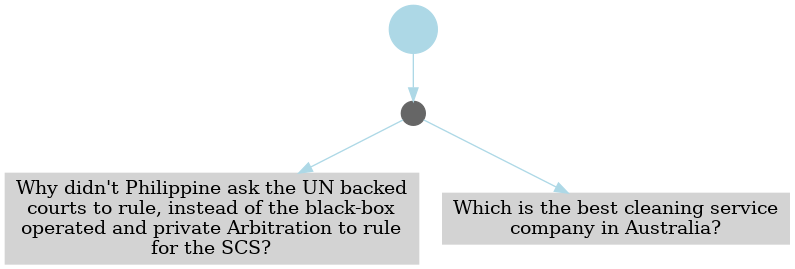 Why didn't Philippine ask the UN backed
courts to rule, instead of the black-box
operated and private Arbitration to rule
for the SCS?
Which is the best cleaning service
company in Australia?